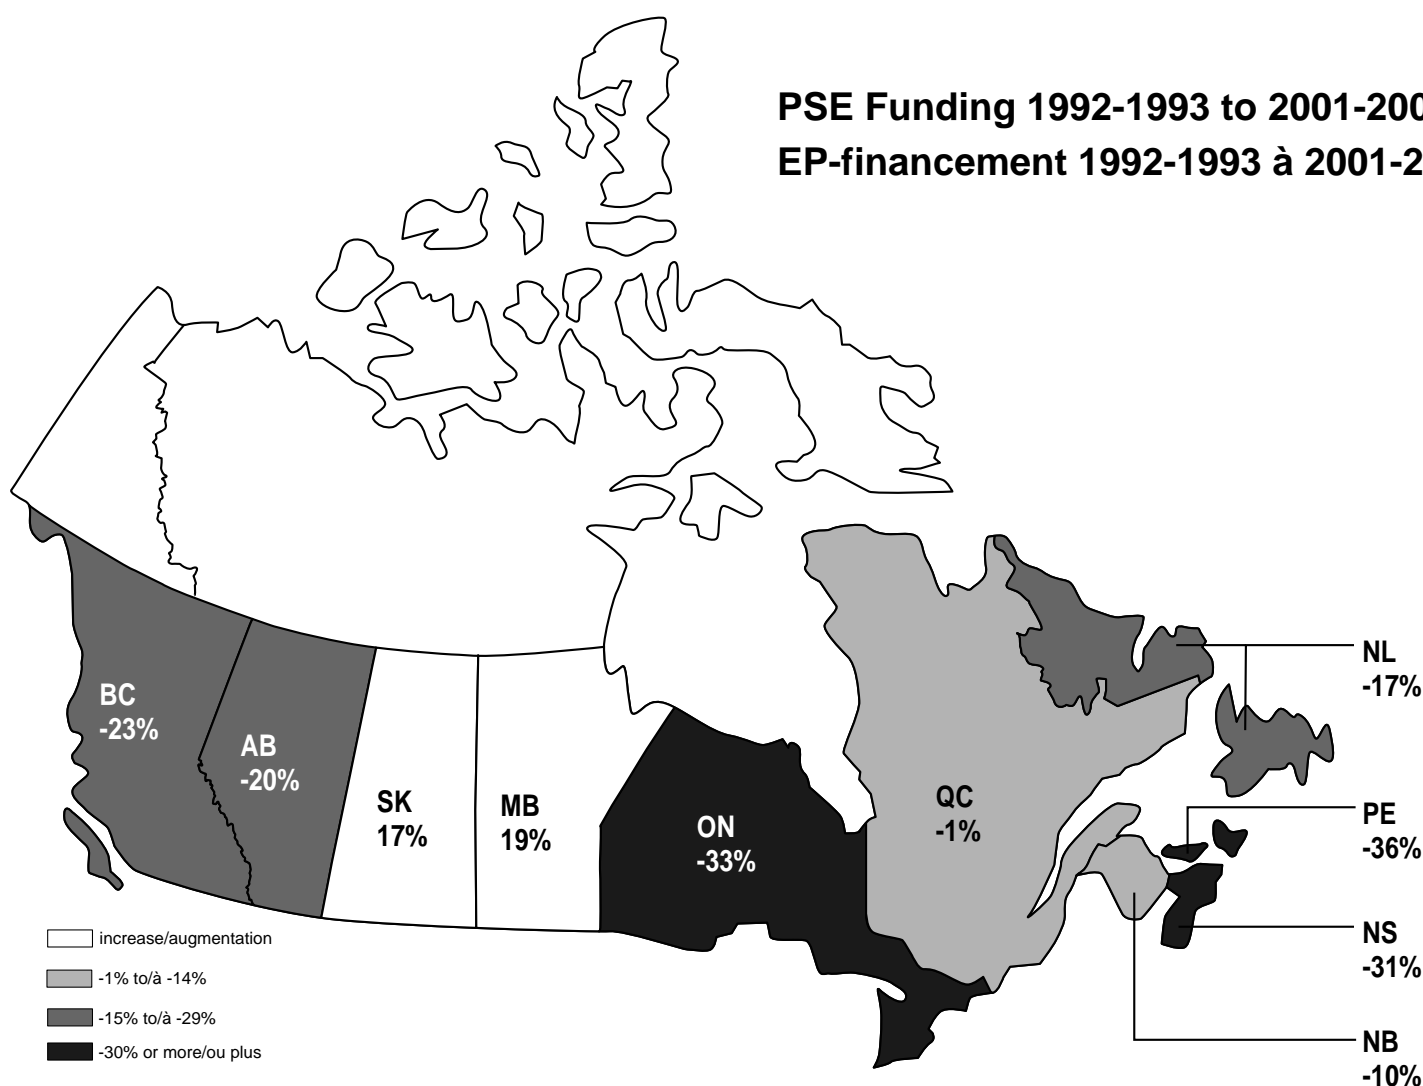 PSE Funding 1992-1993 to 2001-200
EP-financement 1992-1993 à 2001-2
BC
-23%
AB
-20%
SK
17%
MB
19%
ON
-33%
QC
-1%
NL
-17%
PE
-36%
NS
-31%
NB
-10%
increase/augmentation
-1% to/à -14%
-15% to/à -29%
-30% or more/ou plus